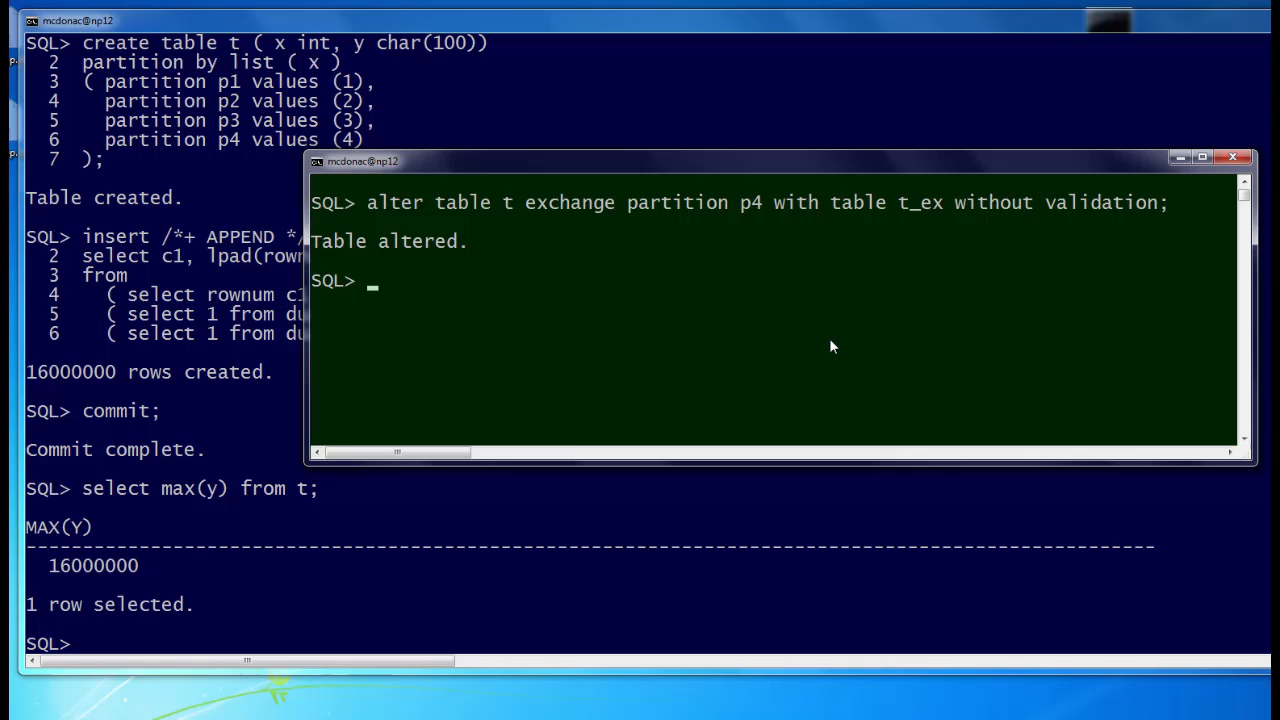 mcdonac@np12
SQL> create table t ( x int, y char(100))
2 partition by list ( x )
3 ( partition p1 values (1),
4 partition p2 values (2),
5 partition p3 values (3),
6 partition p4 values (4)
7 );
Table created.
SQL> insert /*+ APPEND */
2 select c1, lpad(rown
3 from
4 ( select rownum c1
5 ( select 1 from du
6 ( select 1 from du
16000000 rows created.
SQL> commit;
Commit complete.
SQL> select max(y) from t;
MAX(Y)
----------------------------------------------------------------------------------------------------
16000000
1 row selected.
SQL>
mcdonac@np12
SQL> alter table t exchange partition p4 with table t_ex without validation;
Table altered.
SQL> _